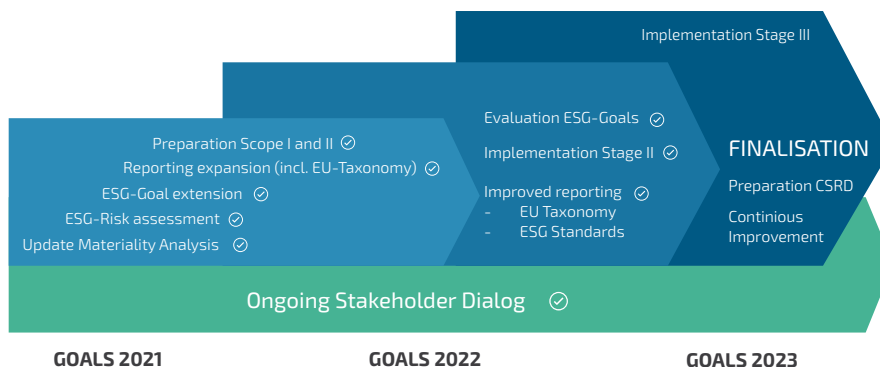 Implementation Stage III
Preparation Scope I and II
Reporting expansion (incl. EU-Taxonomy)
ESG-Goal extension
ESG-Risk assessment
Update Materiality Analysis
Evaluation ESG-Goals
Implementation Stage II
Improved reporting
- EU Taxonomy
- ESG Standards
FINALISATION
Preparation CSRD
Continious
Improvement
Ongoing Stakeholder Dialog
GOALS 2021
GOALS 2022
GOALS 2023